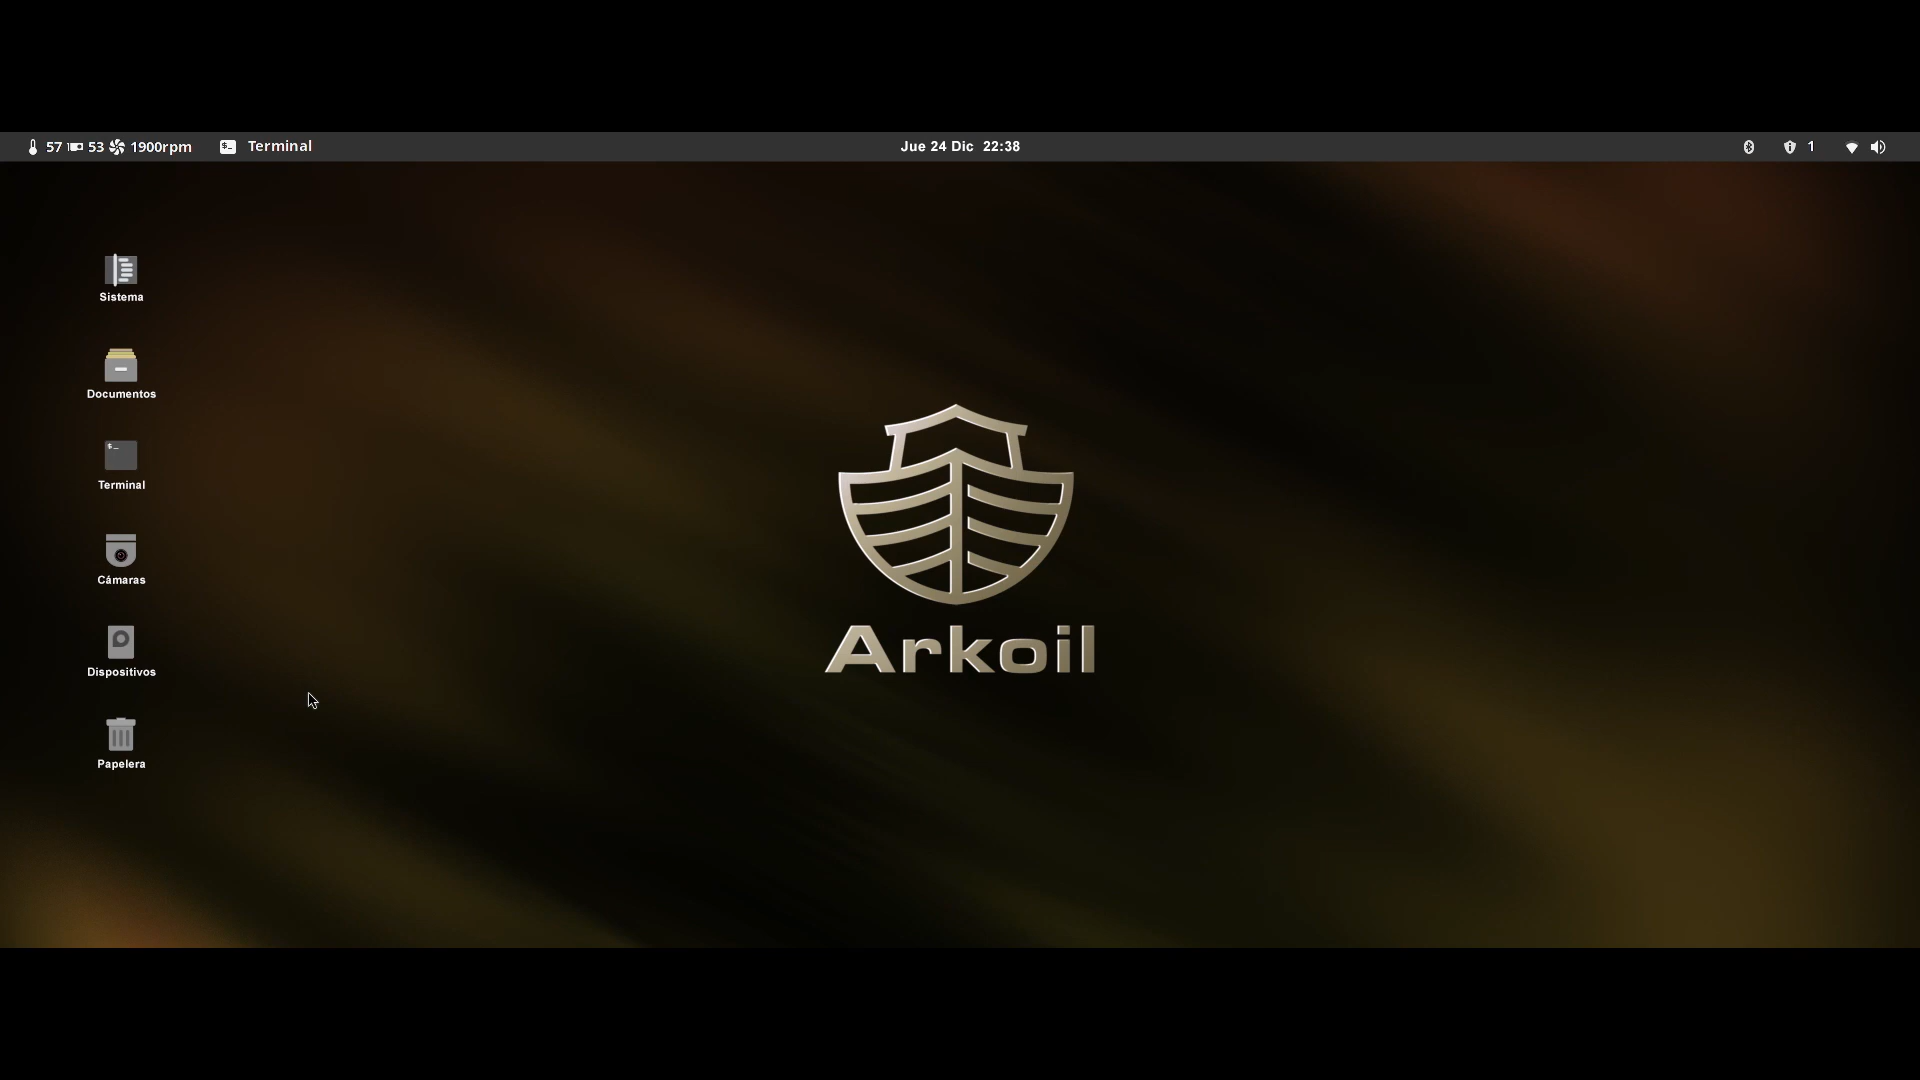 57 53 1900rpm Terminal Jue 24 Dic 22:38 1
Sistema
Documentos
$_
Terminal
Cámaras
Dispositivos
Papelera
Arkoil